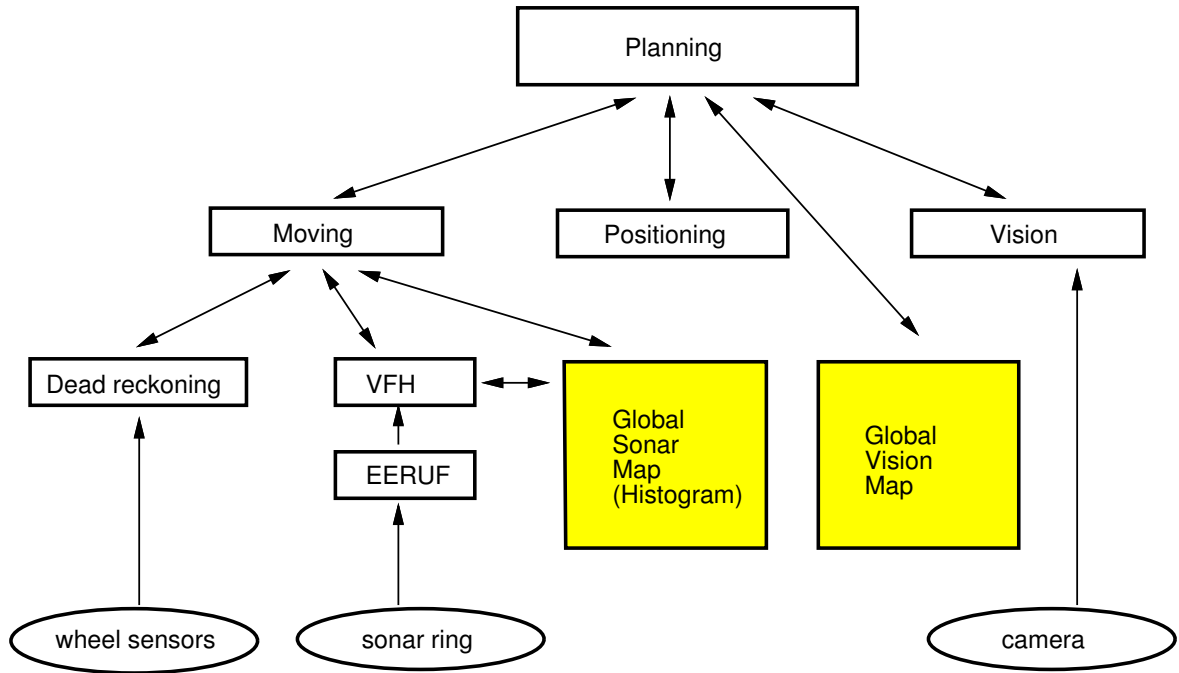 Planning
Moving
Positioning
Vision
Dead reckoning
VFH
EERUF
Global
Sonar
Map
(Histogram)
Global
Vision
Map
wheel sensors
sonar ring
camera